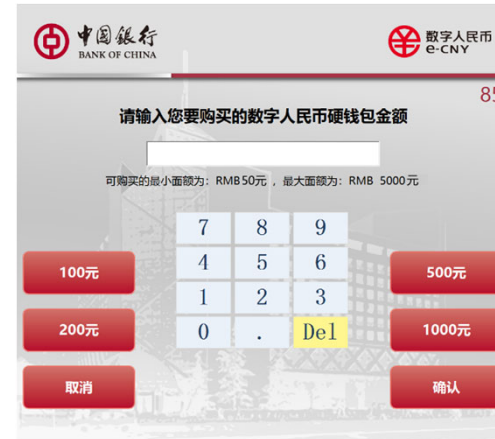 中国銀行
BANK OF CHINA
数字人民币
e-CNY
85
请输入您要购买的数字人民币硬钱包金额
可购买的最小面额为：RMB50元，最大面额为：RMB 5000元
7 8 9
100元 4 5 6 500元
1 2 3
200元 0 . Del 1000元
取消 确认